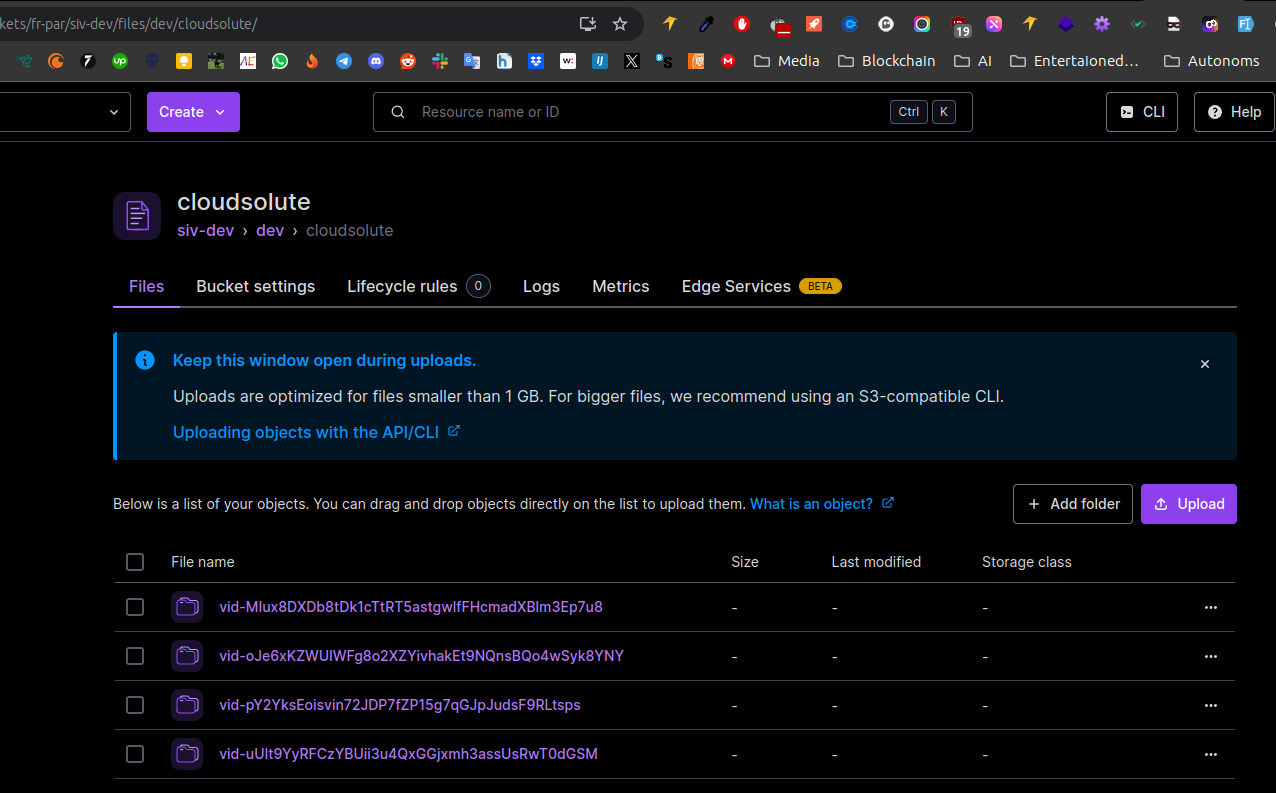 kets/fr-par/siv-dev/files/dev/cloudsolute/
19
Media Blockchain AI Entertaioned... Autonoms
Create Resource name or ID Ctrl K CLI Help
cloudsolute
siv-dev › dev › cloudsolute
Files Bucket settings Lifecycle rules 0 Logs Metrics Edge Services BETA
Keep this window open during uploads.
Uploads are optimized for files smaller than 1 GB. For bigger files, we recommend using an S3-compatible CLI.
Uploading objects with the API/CLI
Below is a list of your objects. You can drag and drop objects directly on the list to upload them. What is an object? + Add folder Upload
File name Size Last modified Storage class
vid-Mlux8DXDb8tDk1cTtRT5astgwlfFHcmadXBlm3Ep7u8 - - -
vid-oJe6xKZWUlWFg8o2XZYivhakEt9NQnsBQo4wSyk8YNY - - -
vid-pY2YksEoisvin72JDP7fZP15g7qGJpJudsF9RLtsps - - -
vid-uUlt9YyRFCzYBUii3u4QxGGjxmh3assUsRwT0dGSM - - -